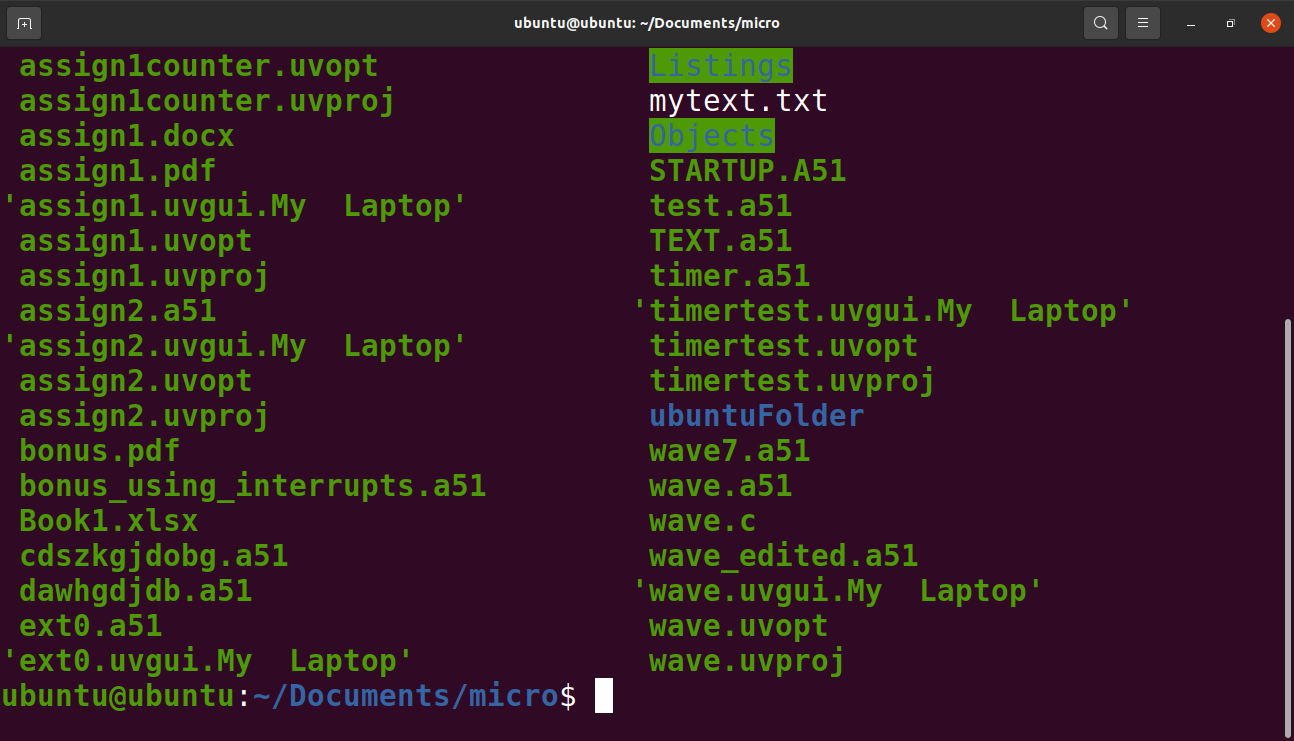 ubuntu@ubuntu: ~/Documents/micro
assign1counter.uvopt Listings
assign1counter.uvproj mytext.txt
assign1.docx Objects
assign1.pdf STARTUP.A51
'assign1.uvgui.My  Laptop' test.a51
assign1.uvopt TEXT.a51
assign1.uvproj timer.a51
assign2.a51 'timertest.uvgui.My  Laptop'
'assign2.uvgui.My  Laptop' timertest.uvopt
assign2.uvopt timertest.uvproj
assign2.uvproj ubuntuFolder
bonus.pdf wave7.a51
bonus_using_interrupts.a51 wave.a51
Book1.xlsx wave.c
cdszkgjdobg.a51 wave_edited.a51
dawhgdjdb.a51 'wave.uvgui.My  Laptop'
ext0.a51 wave.uvopt
'ext0.uvgui.My  Laptop' wave.uvproj
ubuntu@ubuntu:~/Documents/micro$